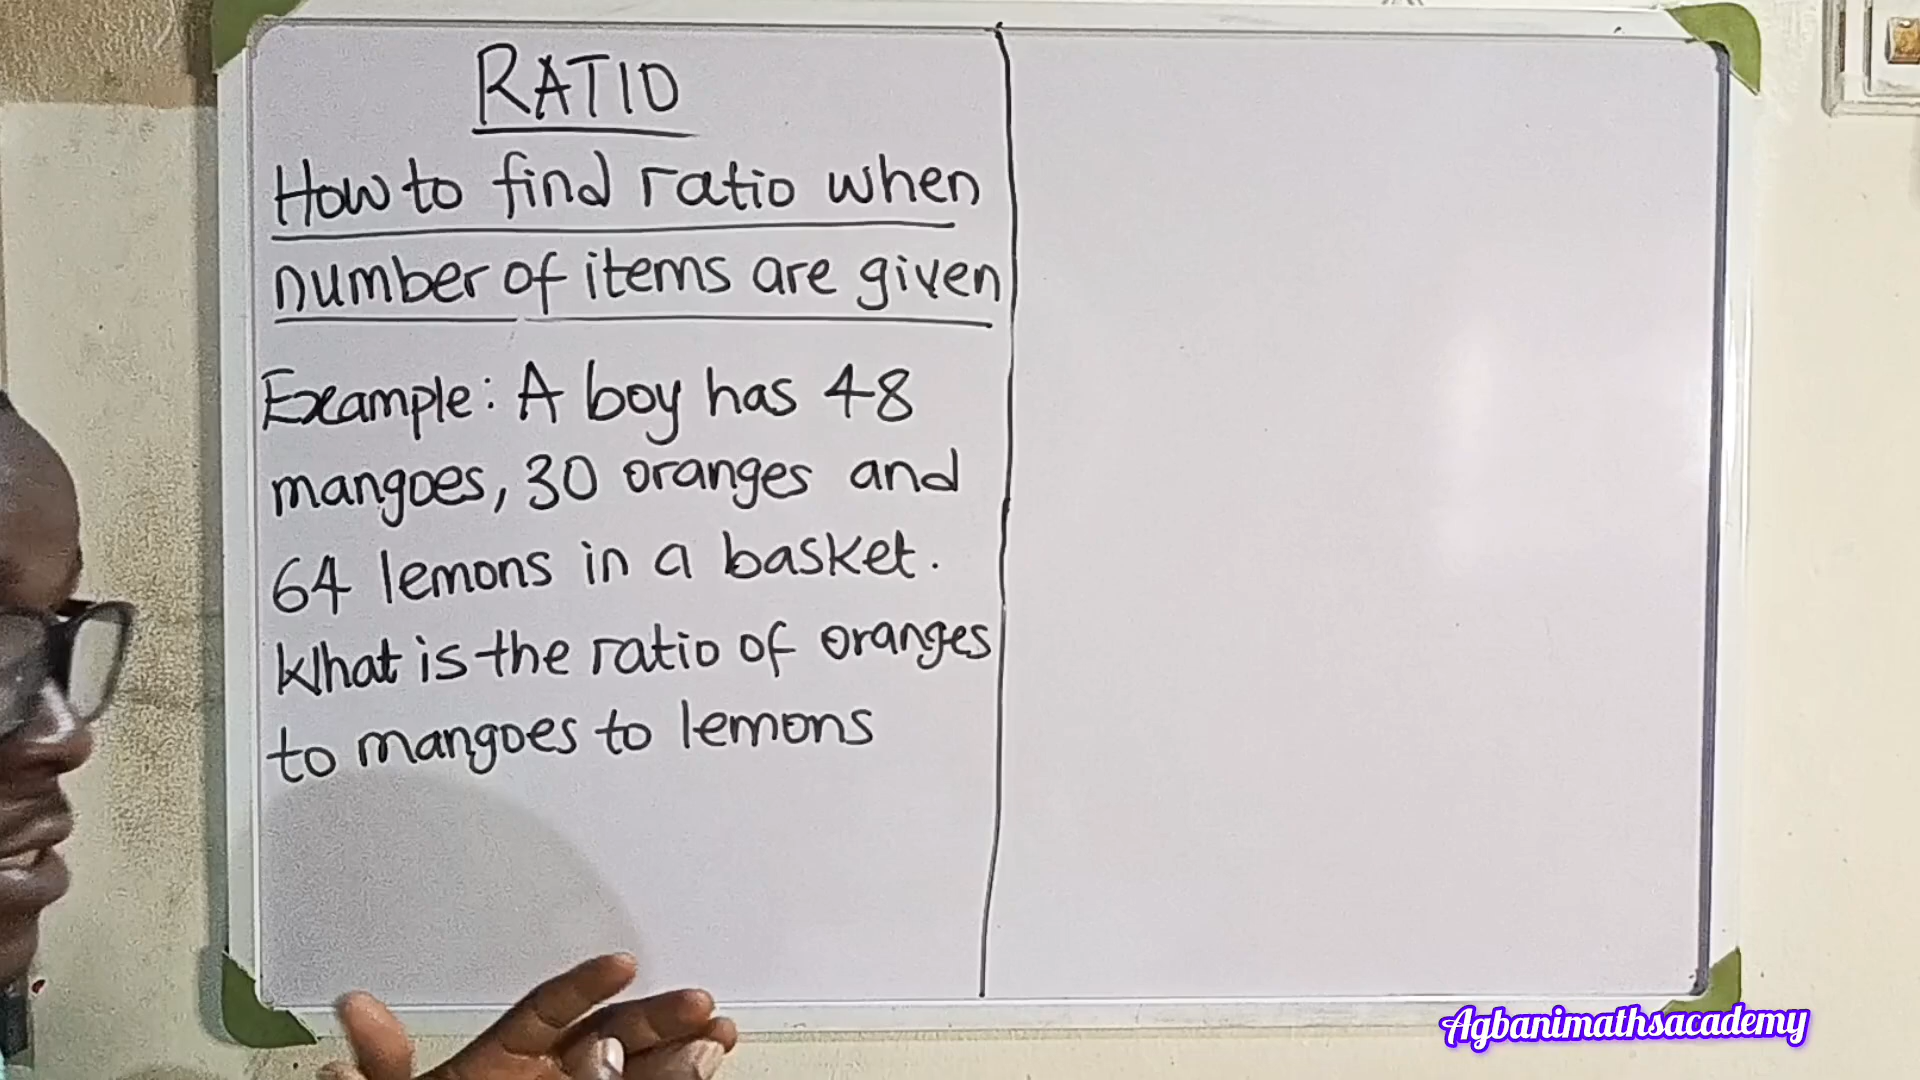 RATIO
How to find ratio when
number of items are given
Example: A boy has 48
mangoes, 30 oranges and
64 lemons in a basket.
What is the ratio of oranges
to mangoes to lemons
Agbanimathsacademy